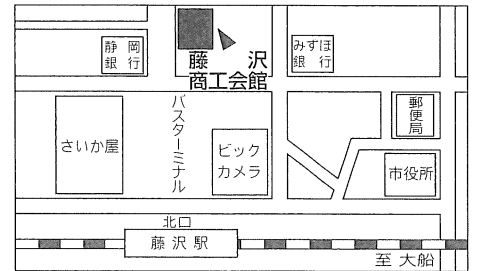 静岡
銀行
藤沢
商工会館
みずほ
銀行
郵便局
さいか屋
バスターミナル
ビック
カメラ
市役所
北口
藤沢駅
至大船